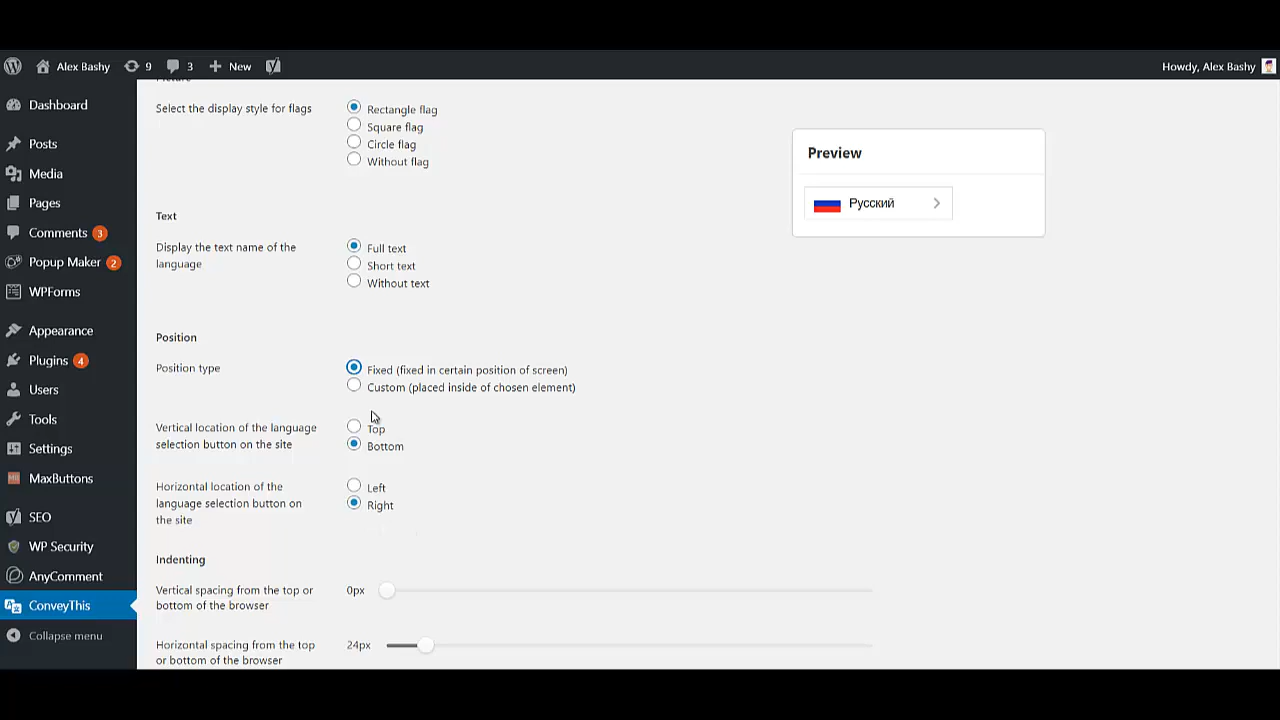 Alex Bashy
9
3
New
Howdy, Alex Bashy
Dashboard
Posts
Media
Pages
Comments 3
Popup Maker 2
WPForms
Appearance
Plugins 4
Users
Tools
Settings
MaxButtons
SEO
WP Security
AnyComment
ConveyThis
Collapse menu
Select the display style for flags
Rectangle flag
Square flag
Circle flag
Without flag
Text
Display the text name of the
language
Full text
Short text
Without text
Position
Position type
Fixed (fixed in certain position of screen)
Custom (placed inside of chosen element)
Vertical location of the language
selection button on the site
Top
Bottom
Horizontal location of the
language selection button on
the site
Left
Right
Indenting
Vertical spacing from the top or
bottom of the browser
0px
Horizontal spacing from the top
or bottom of the browser
24px
Preview
Русский